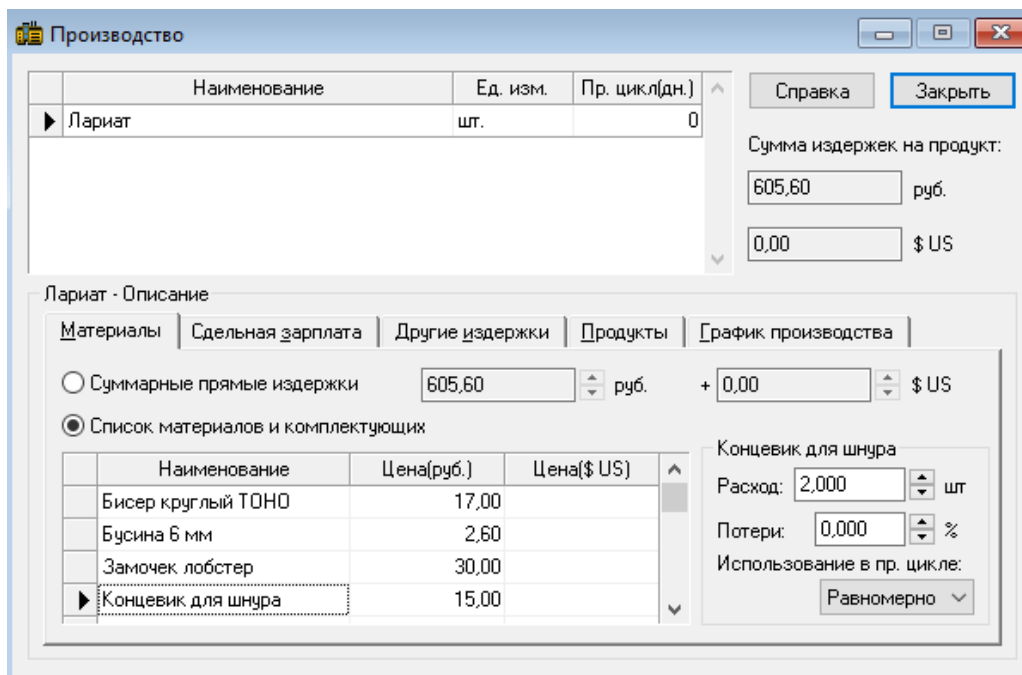 Производство
Наименование Ед. изм. Пр. цикл(дн.)
Лариат шт. 0
Справка Закрыть
Сумма издержек на продукт:
605,60 руб.
0,00 $ US
Лариат - Описание
Материалы Сдельная зарплата Другие издержки Продукты График производства
Суммарные прямые издержки 605,60 руб. + 0,00 $ US
Список материалов и комплектующих
Наименование Цена(руб.) Цена($ US)
Бисер круглый ТОНО 17,00
Бусина 6 мм 2,60
Замочек лобстер 30,00
Концевик для шнура 15,00
Концевик для шнура
Расход: 2,000 шт
Потери: 0,000 %
Использование в пр. цикле:
Равномерно